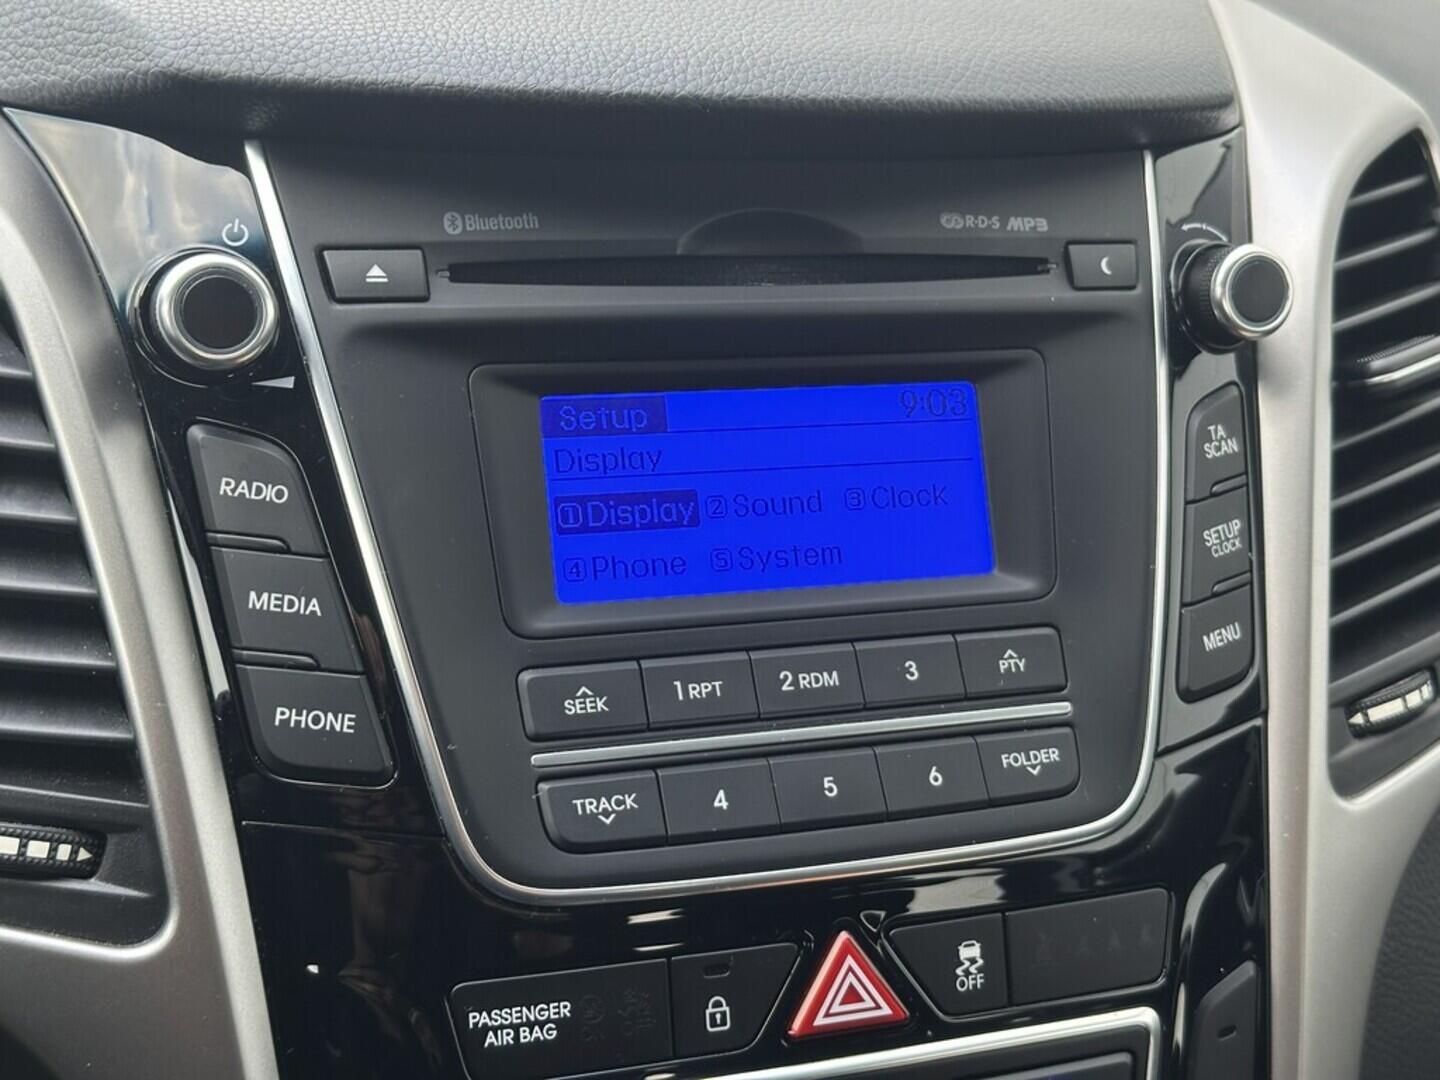 Bluetooth
R·D·S MP3
Setup 9:03
Display
1 Display 2 Sound 3 Clock
4 Phone 5 System
RADIO
MEDIA
PHONE
TA
SCAN
SETUP
CLOCK
MENU
SEEK 1 RPT 2 RDM 3 PTY
TRACK 4 5 6 FOLDER
PASSENGER
AIR BAG
OFF